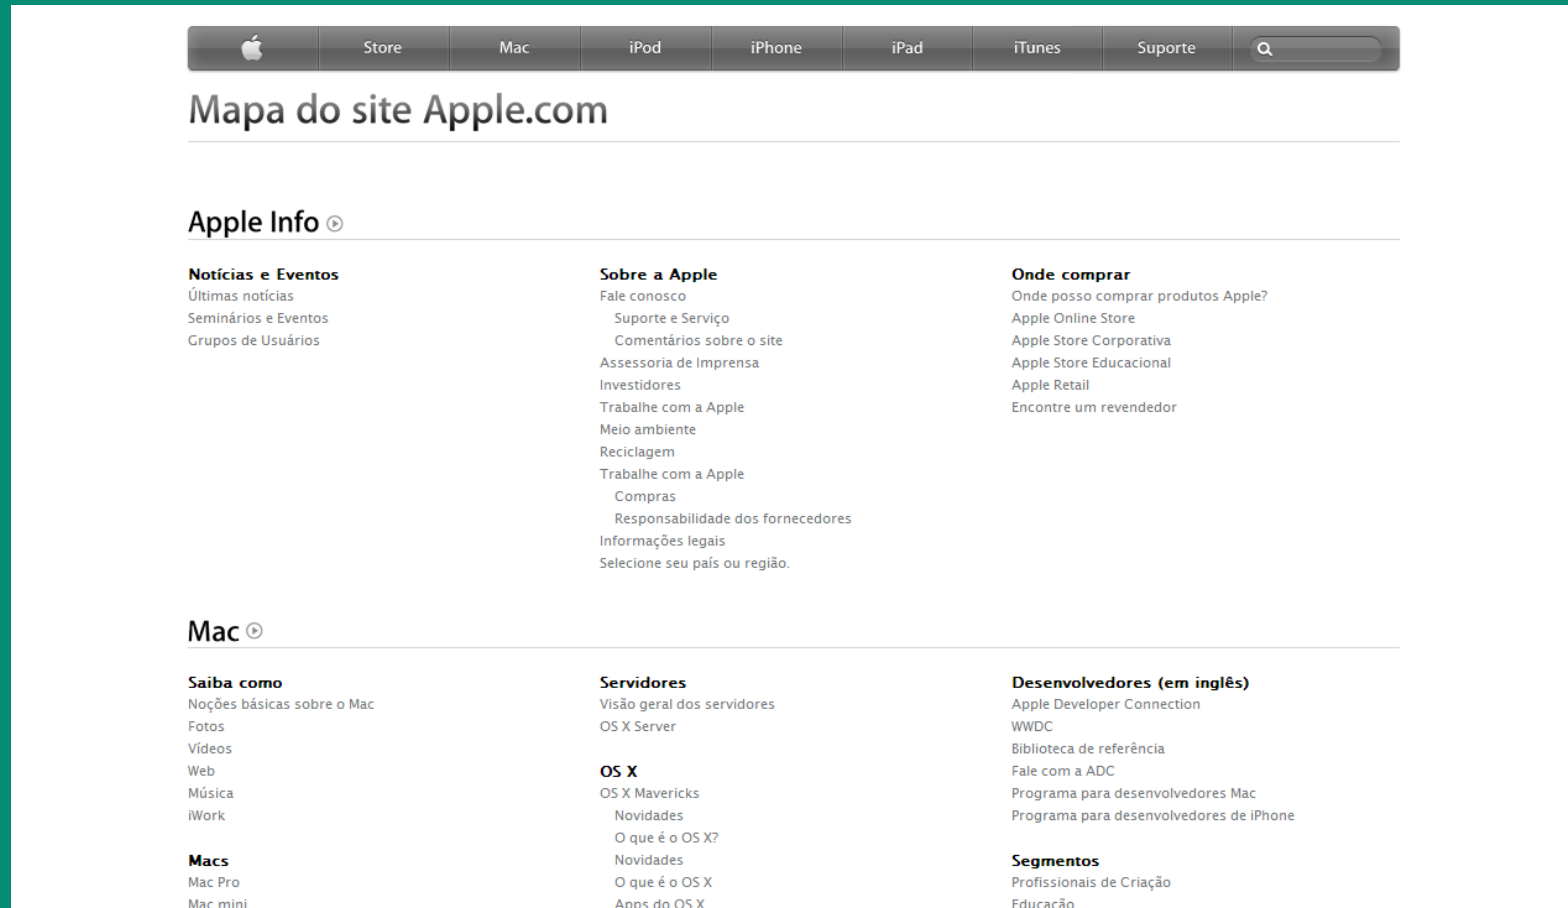 Store Mac iPod iPhone iPad iTunes Suporte
Mapa do site Apple.com
Apple Info
Notícias e Eventos
Últimas notícias
Seminários e Eventos
Grupos de Usuários
Sobre a Apple
Fale conosco
Suporte e Serviço
Comentários sobre o site
Assessoria de Imprensa
Investidores
Trabalhe com a Apple
Meio ambiente
Reciclagem
Trabalhe com a Apple
Compras
Responsabilidade dos fornecedores
Informações legais
Selecione seu país ou região.
Onde comprar
Onde posso comprar produtos Apple?
Apple Online Store
Apple Store Corporativa
Apple Store Educacional
Apple Retail
Encontre um revendedor
Mac
Saiba como
Noções básicas sobre o Mac
Fotos
Vídeos
Web
Música
iWork
Macs
Mac Pro
Mac mini
Servidores
Visão geral dos servidores
OS X Server
OS X
OS X Mavericks
Novidades
O que é o OS X?
Novidades
O que é o OS X
Apps do OS X
Desenvolvedores (em inglês)
Apple Developer Connection
WWDC
Biblioteca de referência
Fale com a ADC
Programa para desenvolvedores Mac
Programa para desenvolvedores de iPhone
Segmentos
Profissionais de Criação
Educação